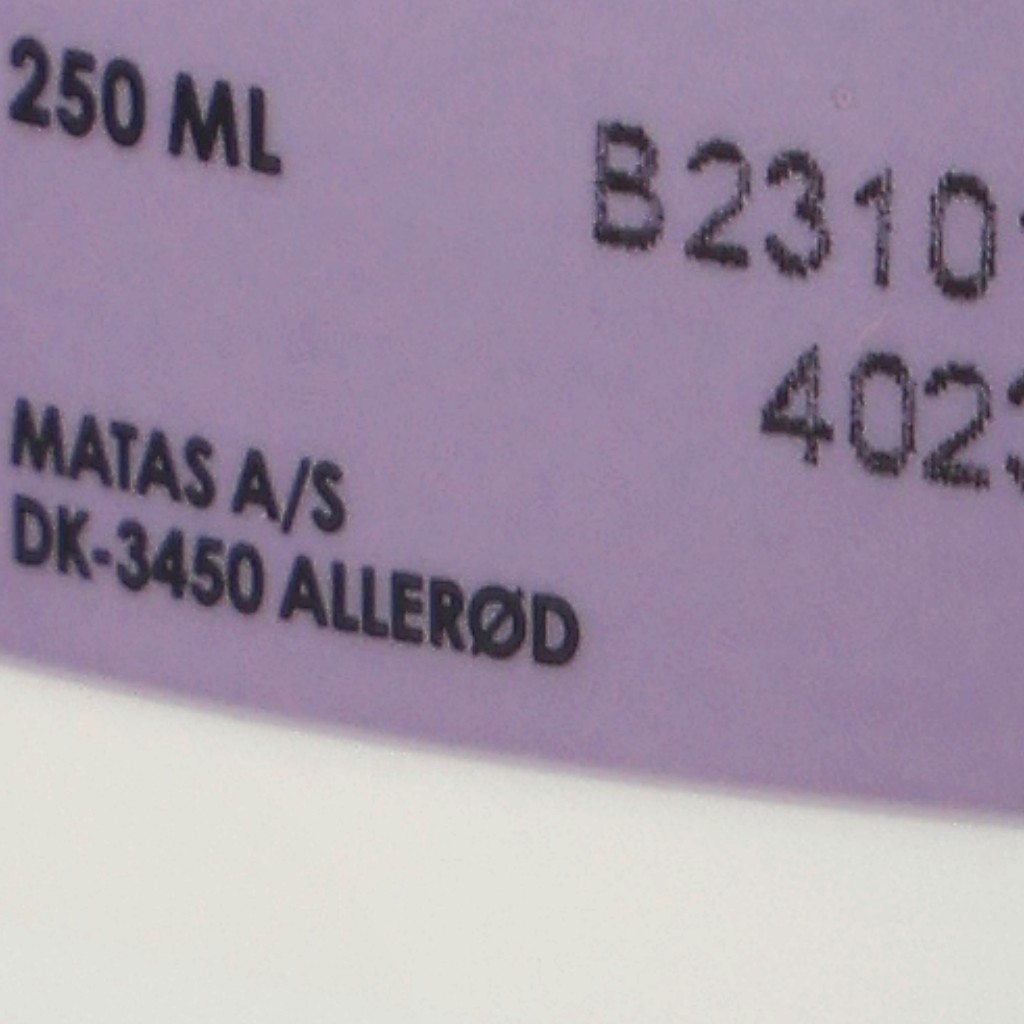 250 ML
B2310
402
MATAS A/S
DK-3450 ALLERØD